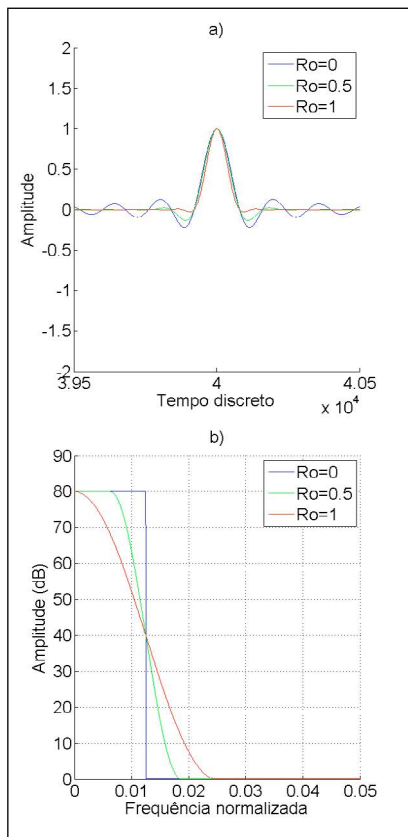 a)
2
1.5
1
0.5
0
-0.5
-1
-1.5
-2
Amplitude
Ro=0
Ro=0.5
Ro=1
3.95
4
4.05
Tempo discreto
x 10⁴
b)
90
80
70
60
50
40
30
20
10
0
Amplitude (dB)
Ro=0
Ro=0.5
Ro=1
0
0.01
0.02
0.03
0.04
0.05
Frequência normalizada